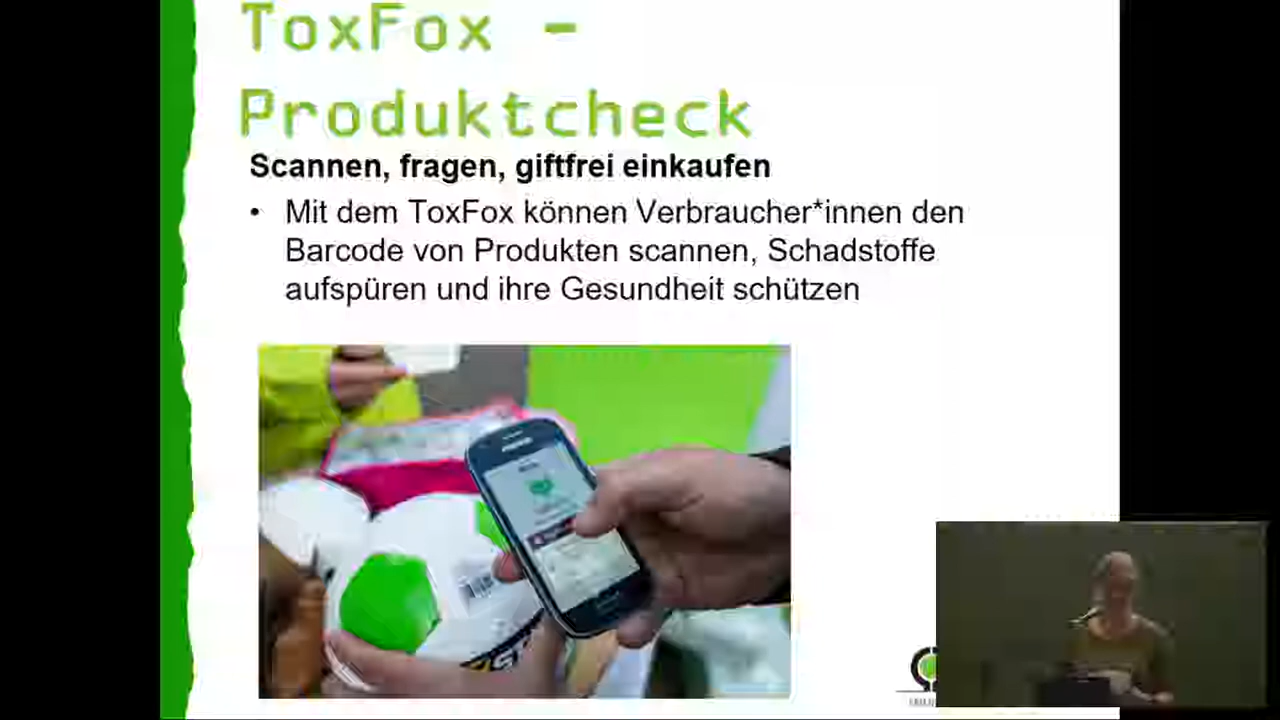 ToxFox -
Produktcheck
Scannen, fragen, giftfrei einkaufen
• Mit dem ToxFox können Verbraucher*innen den
Barcode von Produkten scannen, Schadstoffe
aufspüren und ihre Gesundheit schützen